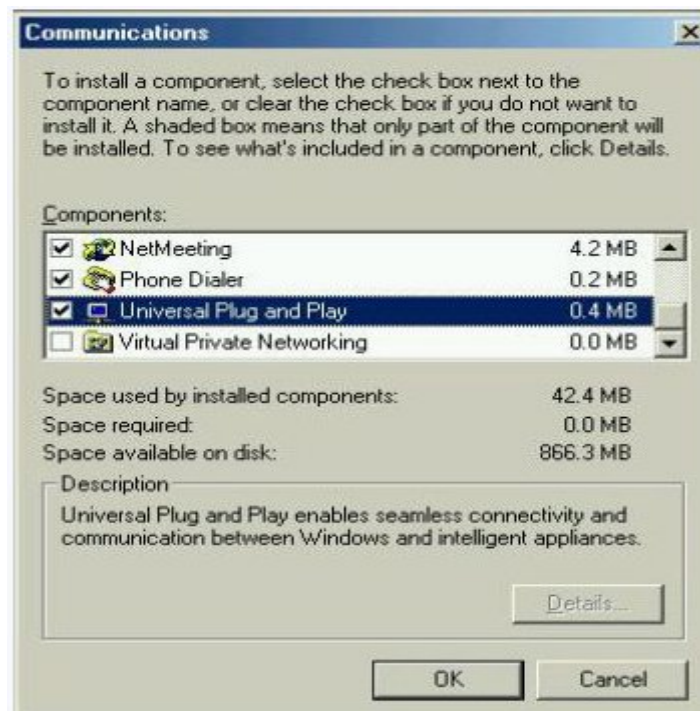 Communications
To install a component, select the check box next to the
component name, or clear the check box if you do not want to
install it. A shaded box means that only part of the component will
be installed. To see what's included in a component, click Details.
Components:
NetMeeting 4.2 MB
Phone Dialer 0.2 MB
Universal Plug and Play 0.4 MB
Virtual Private Networking 0.0 MB
Space used by installed components: 42.4 MB
Space required: 0.0 MB
Space available on disk: 866.3 MB
Description
Universal Plug and Play enables seamless connectivity and
communication between Windows and intelligent appliances.
Details...
OK Cancel